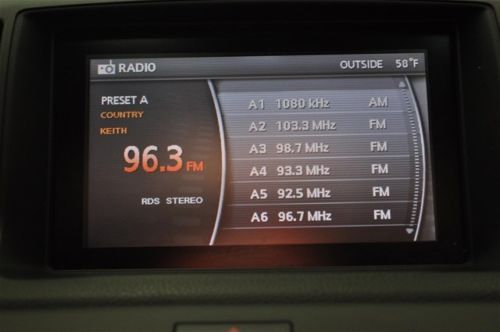 RADIO OUTSIDE 58°F
PRESET A
COUNTRY
KEITH
96.3 FM
RDS STEREO
A1 1080 kHz AM
A2 103.3 MHz FM
A3 98.7 MHz FM
A4 93.3 MHz FM
A5 92.5 MHz FM
A6 96.7 MHz FM